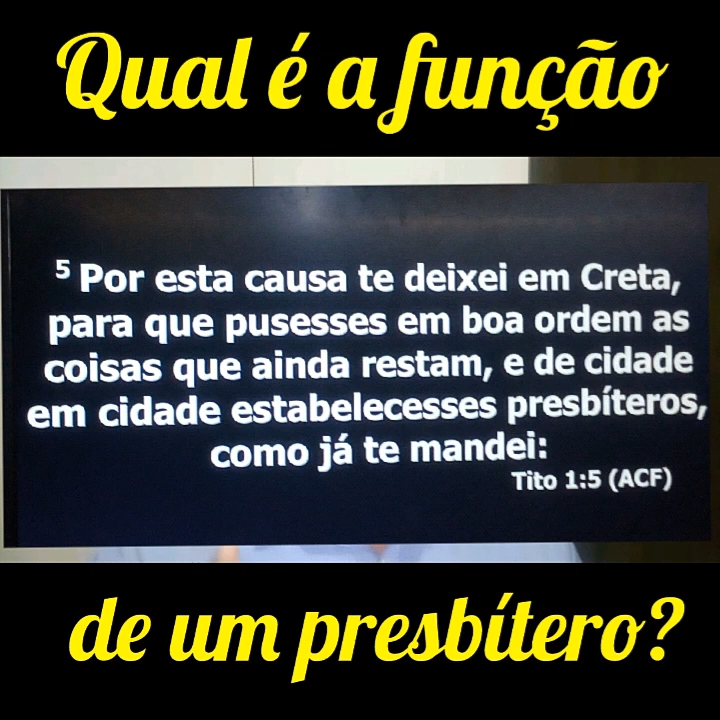 Qual é a função
5 Por esta causa te deixei em Creta,
para que pusesses em boa ordem as
coisas que ainda restam, e de cidade
em cidade estabelecesses presbíteros,
como já te mandei:
Tito 1:5 (ACF)
de um presbítero?